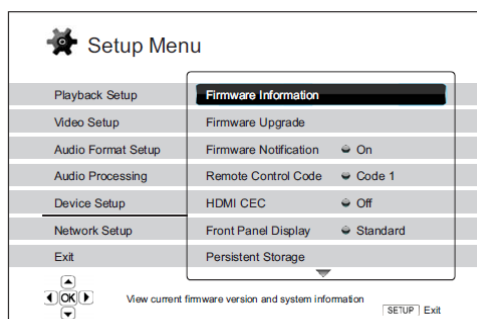 Setup Menu
Playback Setup
Video Setup
Audio Format Setup
Audio Processing
Device Setup
Network Setup
Exit
Firmware Information
Firmware Upgrade
Firmware Notification On
Remote Control Code Code 1
HDMI CEC Off
Front Panel Display Standard
Persistent Storage
OK
View current firmware version and system information
SETUP Exit